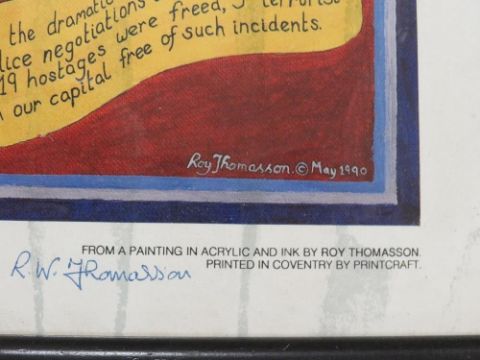 the dramatic
lice negotiations
19 hostages were freed, 5 terrorist
our capital free of such incidents.
Roy Thomasson. © May 1990
FROM A PAINTING IN ACRYLIC AND INK BY ROY THOMASSON.
PRINTED IN COVENTRY BY PRINTCRAFT.
R.W. Thomasson